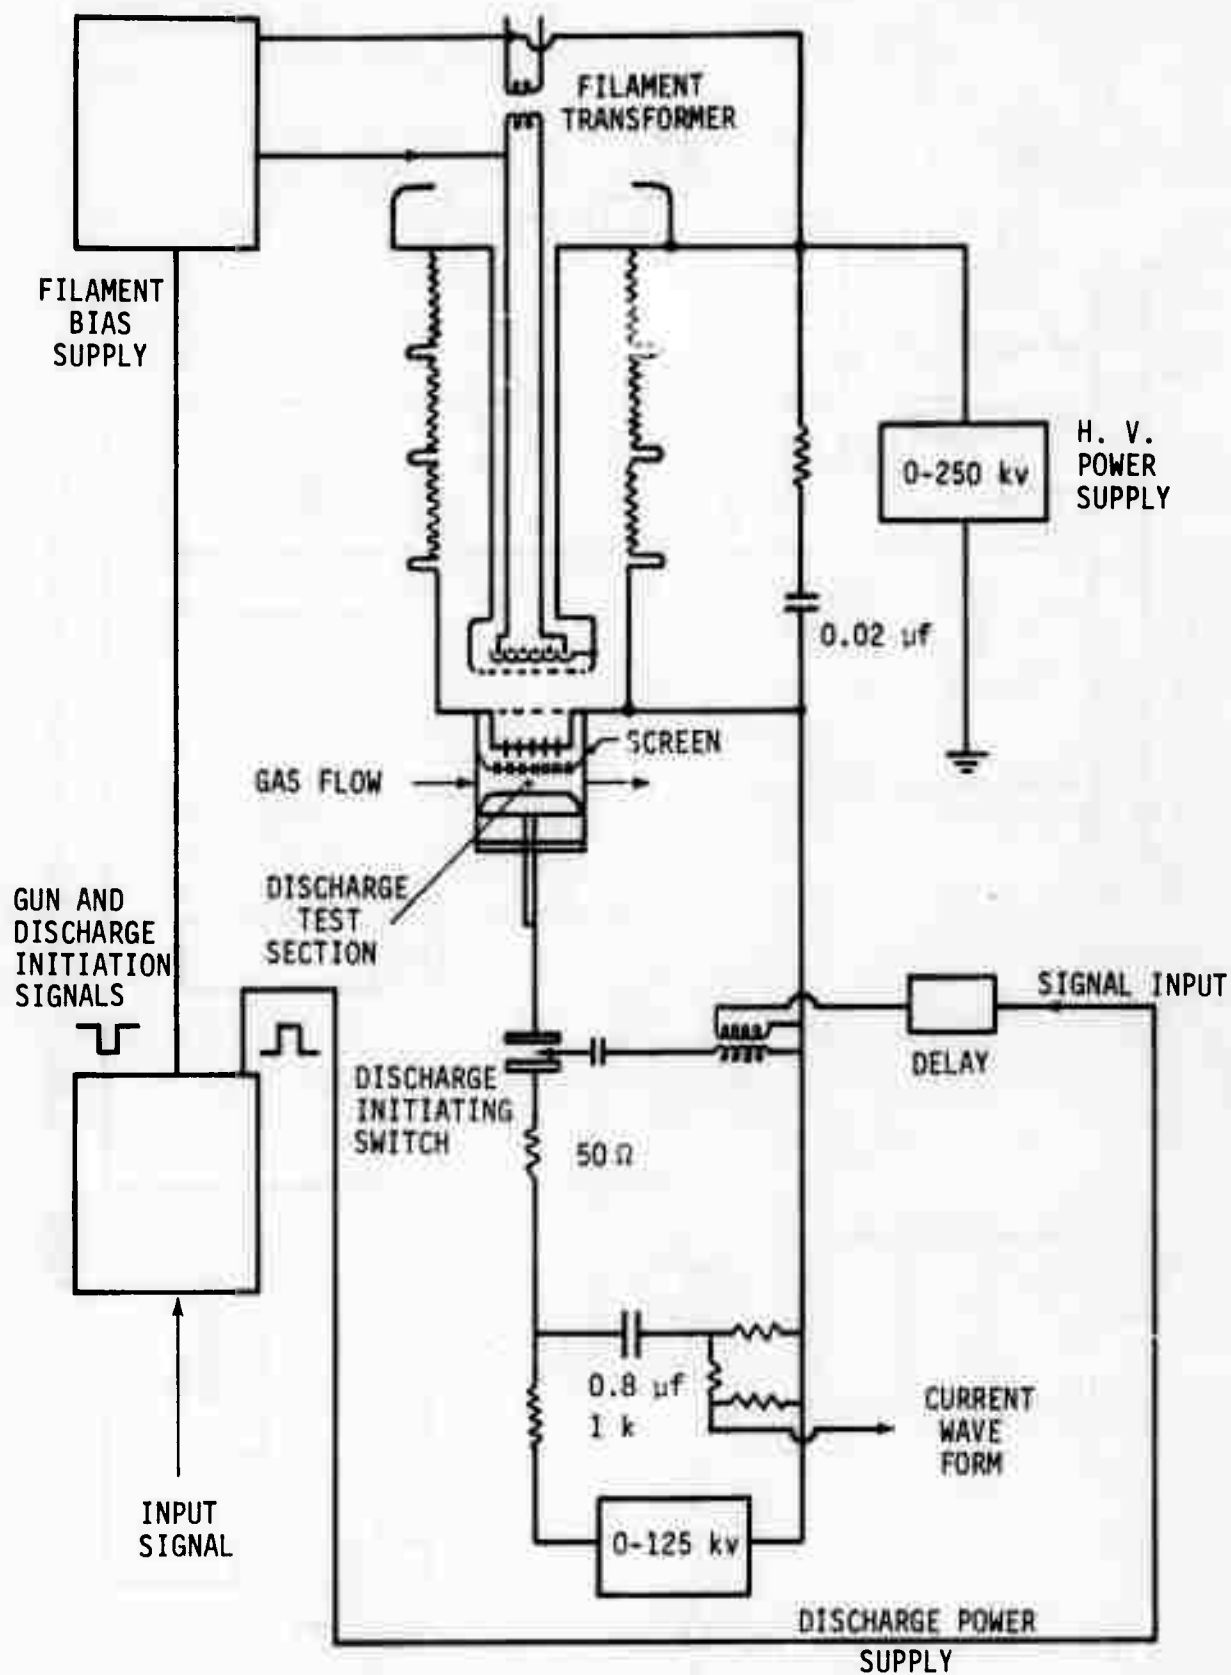 FILAMENT
TRANSFORMER
FILAMENT
BIAS
SUPPLY
H. V.
POWER
SUPPLY
0-250 kv
0.02 µf
SCREEN
GAS FLOW
DISCHARGE
TEST
SECTION
GUN AND
DISCHARGE
INITIATION
SIGNALS
SIGNAL INPUT
DELAY
DISCHARGE
INITIATING
SWITCH
50 Ω
0.8 µf
1 k
CURRENT
WAVE
FORM
INPUT
SIGNAL
0-125 kv
DISCHARGE POWER
SUPPLY